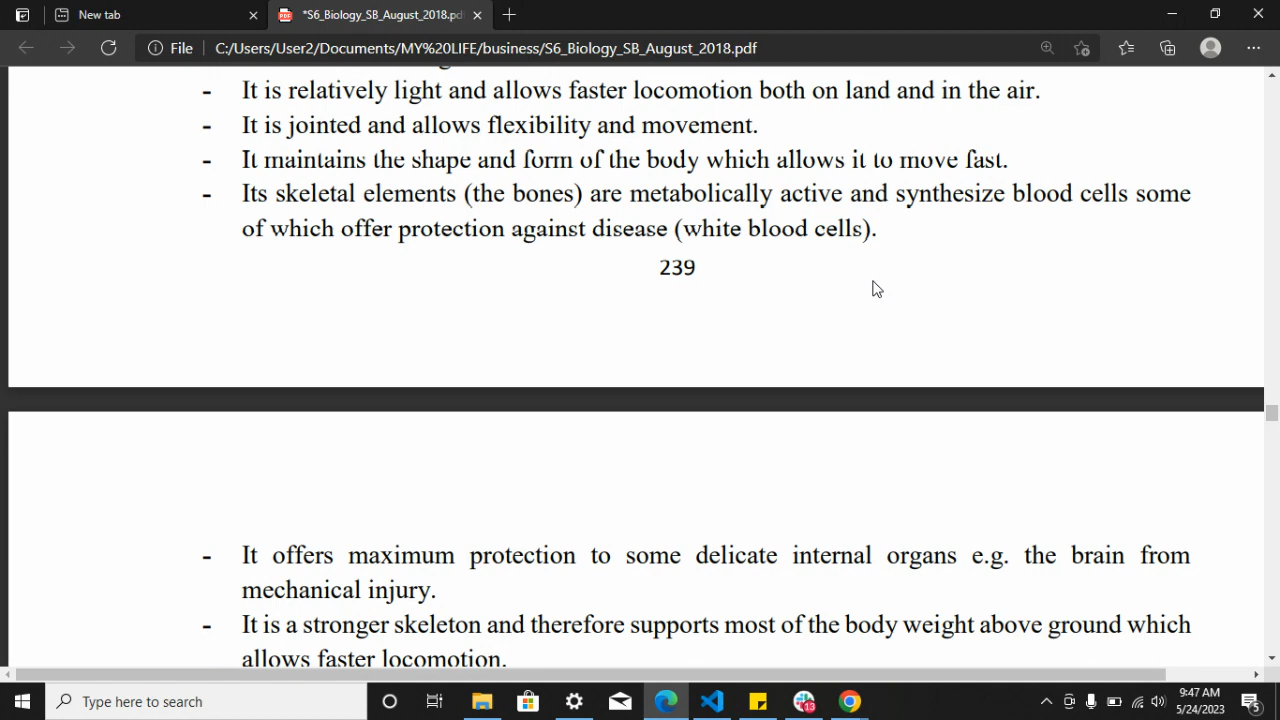 New tab
PDF
*S6_Biology_SB_August_2018.pdf
File
C:/Users/User2/Documents/MY%20LIFE/business/S6_Biology_SB_August_2018.pdf
- It is relatively light and allows faster locomotion both on land and in the air.
- It is jointed and allows flexibility and movement.
- It maintains the shape and form of the body which allows it to move fast.
- Its skeletal elements (the bones) are metabolically active and synthesize blood cells some
of which offer protection against disease (white blood cells).
239
- It offers maximum protection to some delicate internal organs e.g. the brain from
mechanical injury.
- It is a stronger skeleton and therefore supports most of the body weight above ground which
allows faster locomotion.
Type here to search
13
9:47 AM
5/24/2023
5